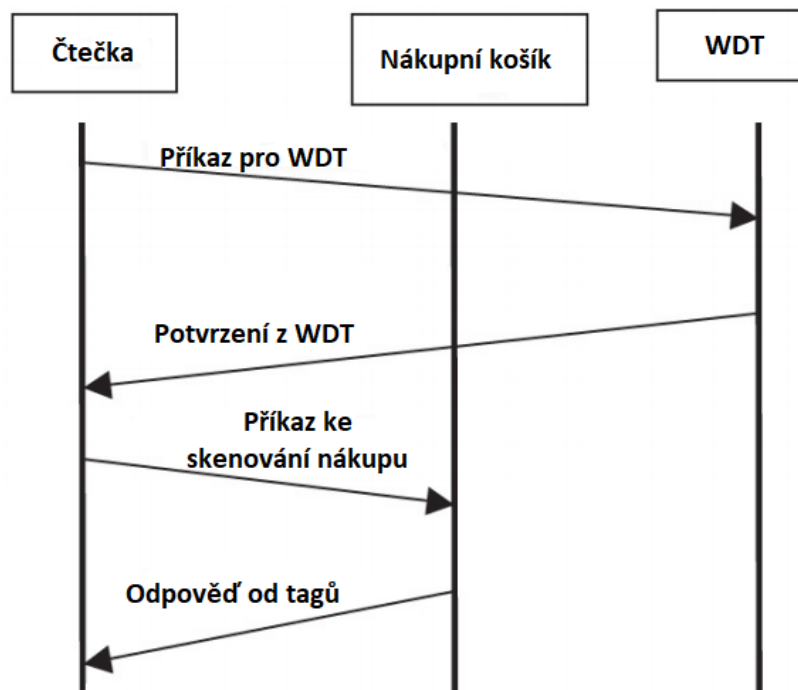 Čtečka
Nákupní košík
WDT
Příkaz pro WDT
Potvrzení z WDT
Příkaz ke
skenování nákupu
Odpověď od tagů